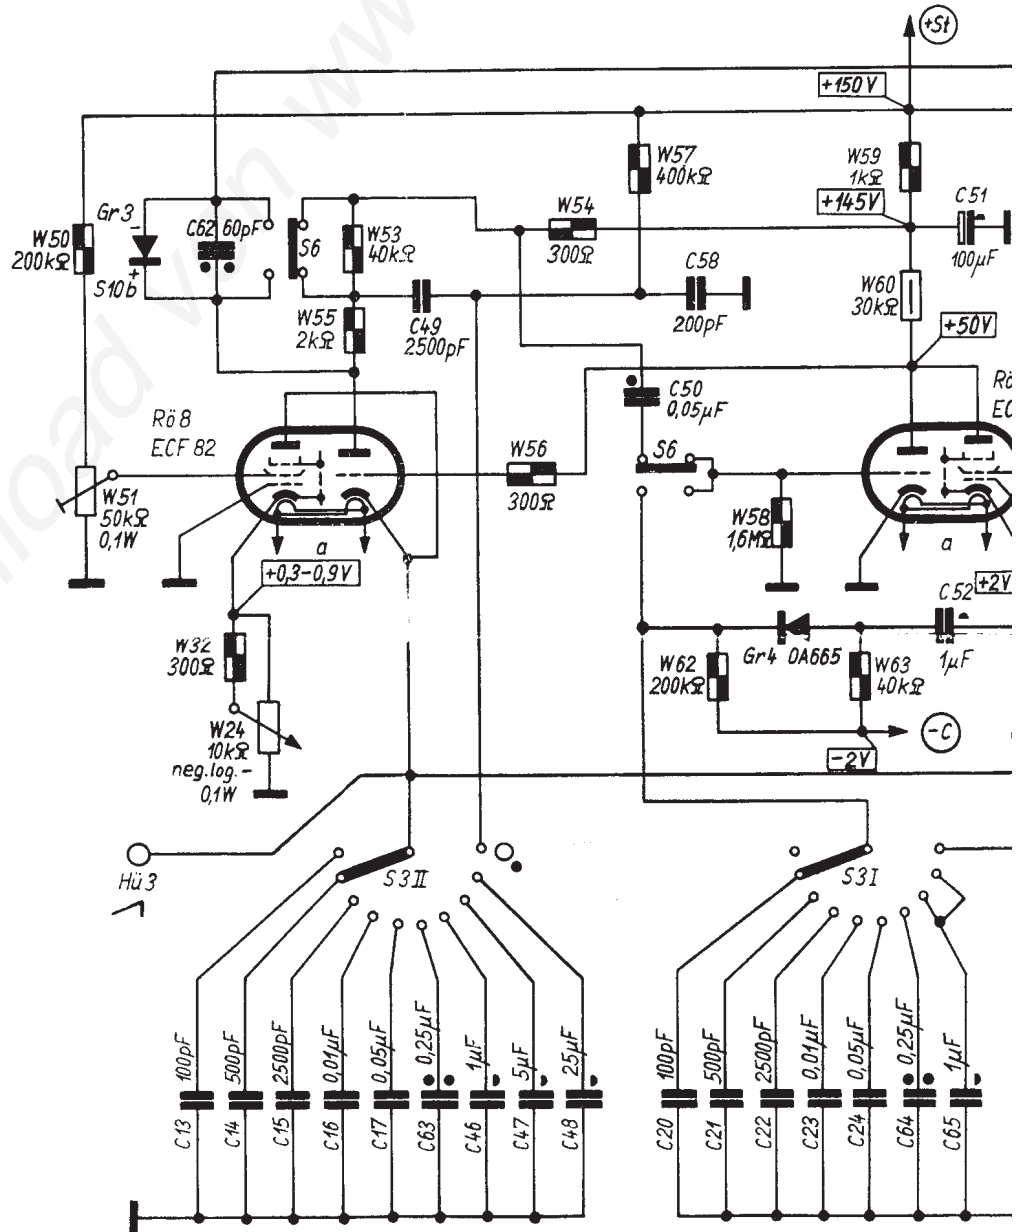 +St
+150V
W57
400kΩ
W59
1kΩ
Gr3
-
C62
60pF
W54
300Ω
+145V
C51
100µF
W50
200kΩ
S6
W53
40kΩ
+
S10b
C58
200pF
W60
30kΩ
W55
2kΩ
C49
2500pF
+50V
C50
0,05µF
Rö8
ECF 82
Rö
EC
W56
300Ω
S6
W51
50kΩ
0,1W
W58
1,6MΩ
a
a
+0,3-0,9V
C52
+2V
W32
300Ω
W62
200kΩ
Gr4 OA665
W63
40kΩ
1µF
W24
10kΩ
neg.log.-
0,1W
-C
-2V
Hü3
S3II
S3I
100pF
500pF
2500pF
0,01µF
0,05µF
0,25µF
1µF
5µF
25µF
100pF
500pF
2500pF
0,01µF
0,05µF
0,25µF
1µF
C13
C14
C15
C16
C17
C63
C46
C47
C48
C20
C21
C22
C23
C24
C64
C65
nload von ww